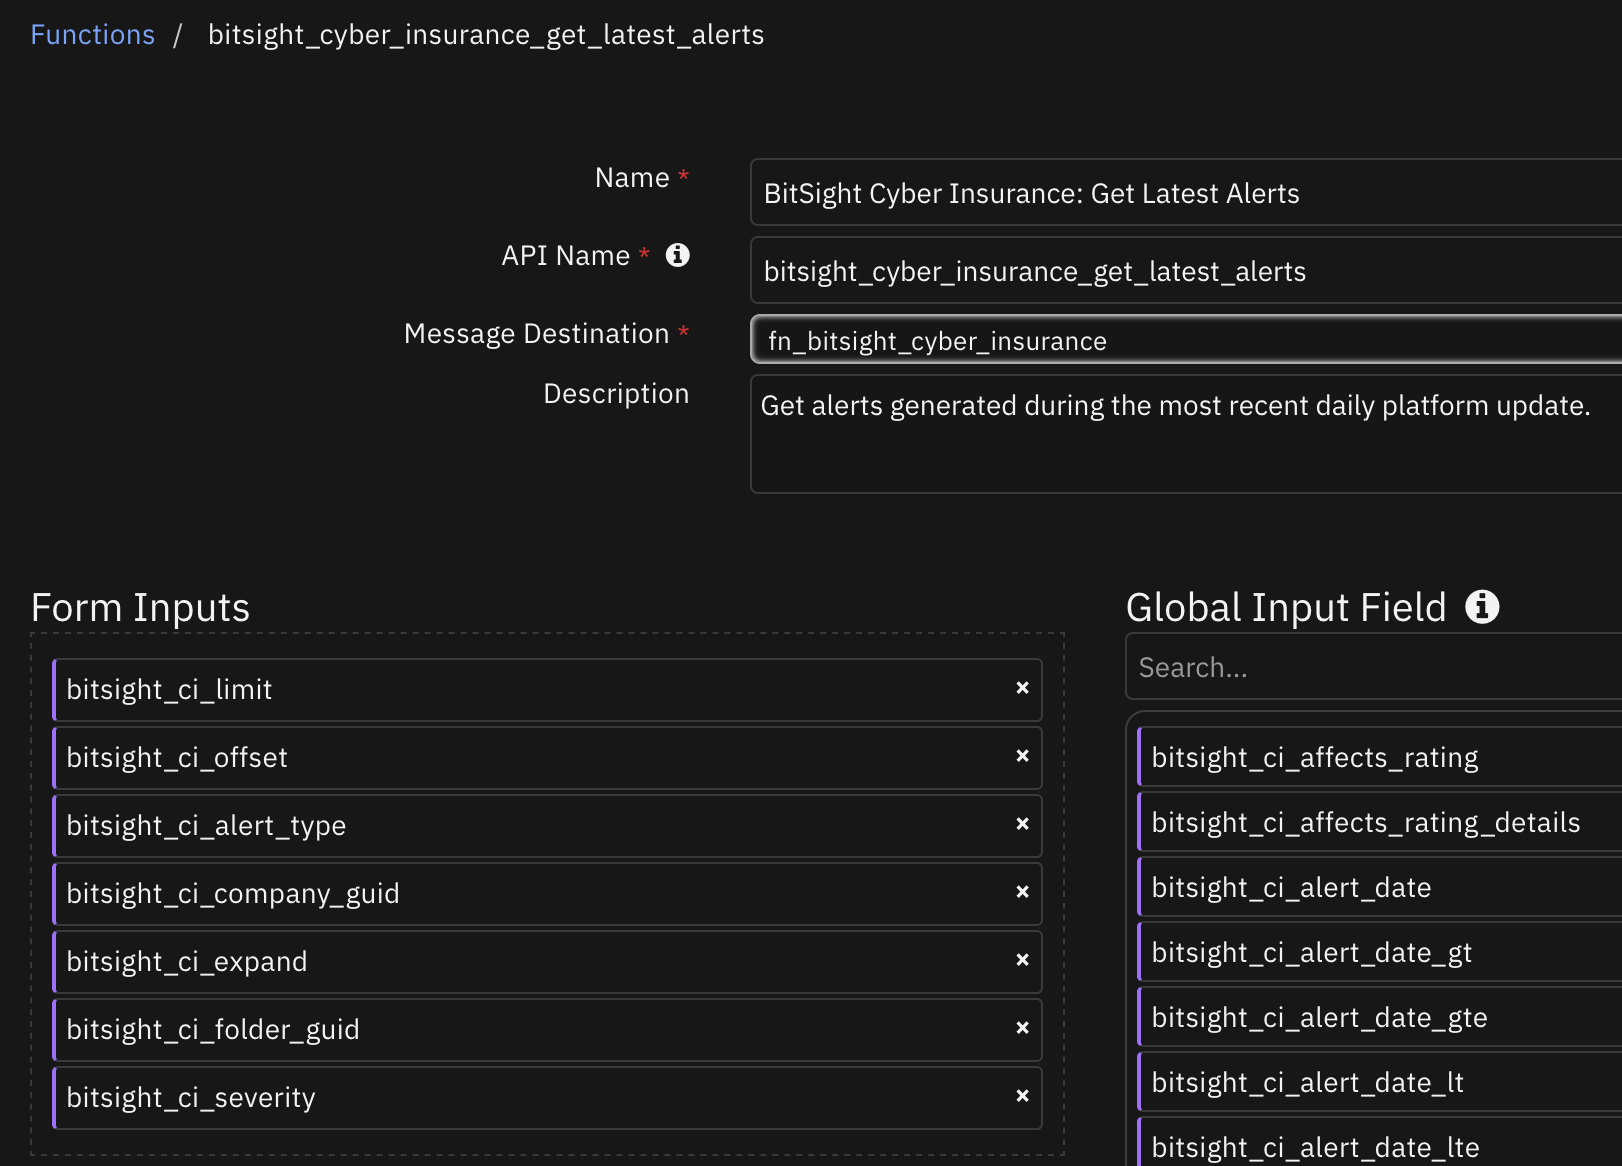 Functions / bitsight_cyber_insurance_get_latest_alerts
Name *
BitSight Cyber Insurance: Get Latest Alerts
API Name *
bitsight_cyber_insurance_get_latest_alerts
Message Destination *
fn_bitsight_cyber_insurance
Description
Get alerts generated during the most recent daily platform update.
Form Inputs
bitsight_ci_limit ×
bitsight_ci_offset ×
bitsight_ci_alert_type ×
bitsight_ci_company_guid ×
bitsight_ci_expand ×
bitsight_ci_folder_guid ×
bitsight_ci_severity ×
Global Input Field
Search...
bitsight_ci_affects_rating
bitsight_ci_affects_rating_details
bitsight_ci_alert_date
bitsight_ci_alert_date_gt
bitsight_ci_alert_date_gte
bitsight_ci_alert_date_lt
bitsight_ci_alert_date_lte